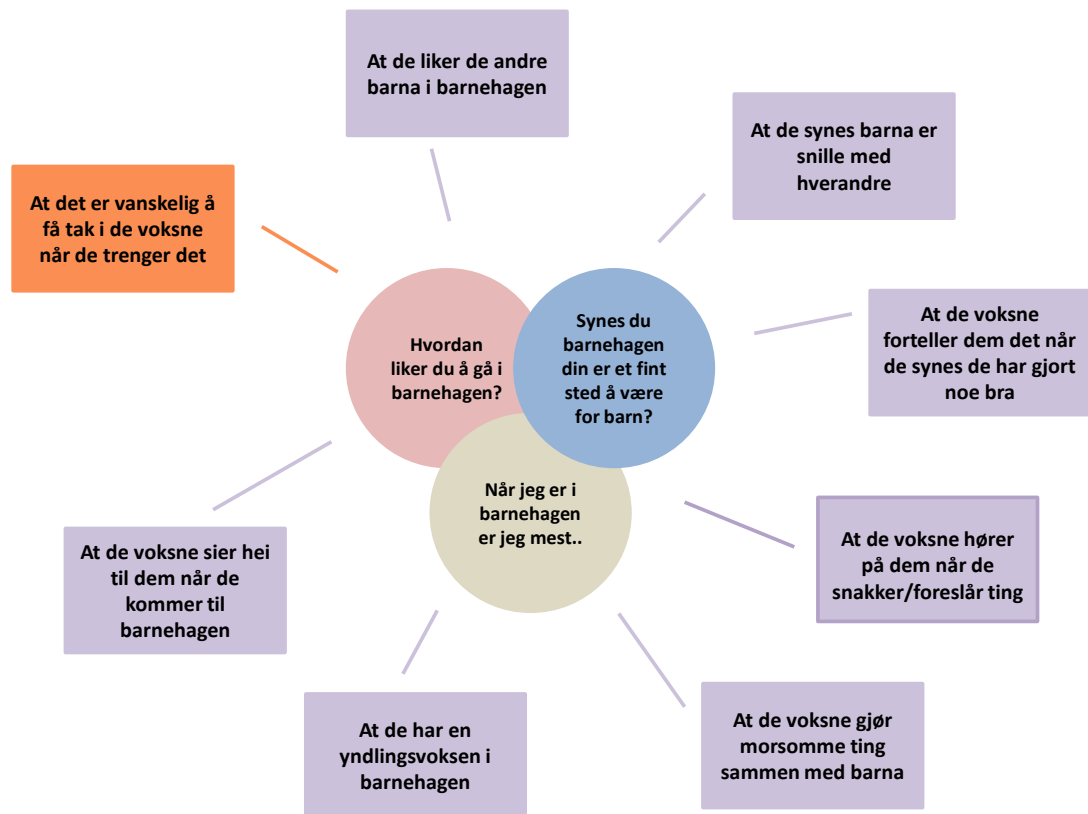 At de liker de andre
barna i barnehagen
At de synes barna er
snille med
hverandre
At det er vanskelig å
få tak i de voksne
når de trenger det
At de voksne
forteller dem det når
de synes de har gjort
noe bra
Hvordan
liker du å gå i
barnehagen?
Synes du
barnehagen
din er et fint
sted å være
for barn?
Når jeg er i
barnehagen
er jeg mest..
At de voksne hører
på dem når de
snakker/foreslår ting
At de voksne sier hei
til dem når de
kommer til
barnehagen
At de har en
yndlingsvoksen i
barnehagen
At de voksne gjør
morsomme ting
sammen med barna